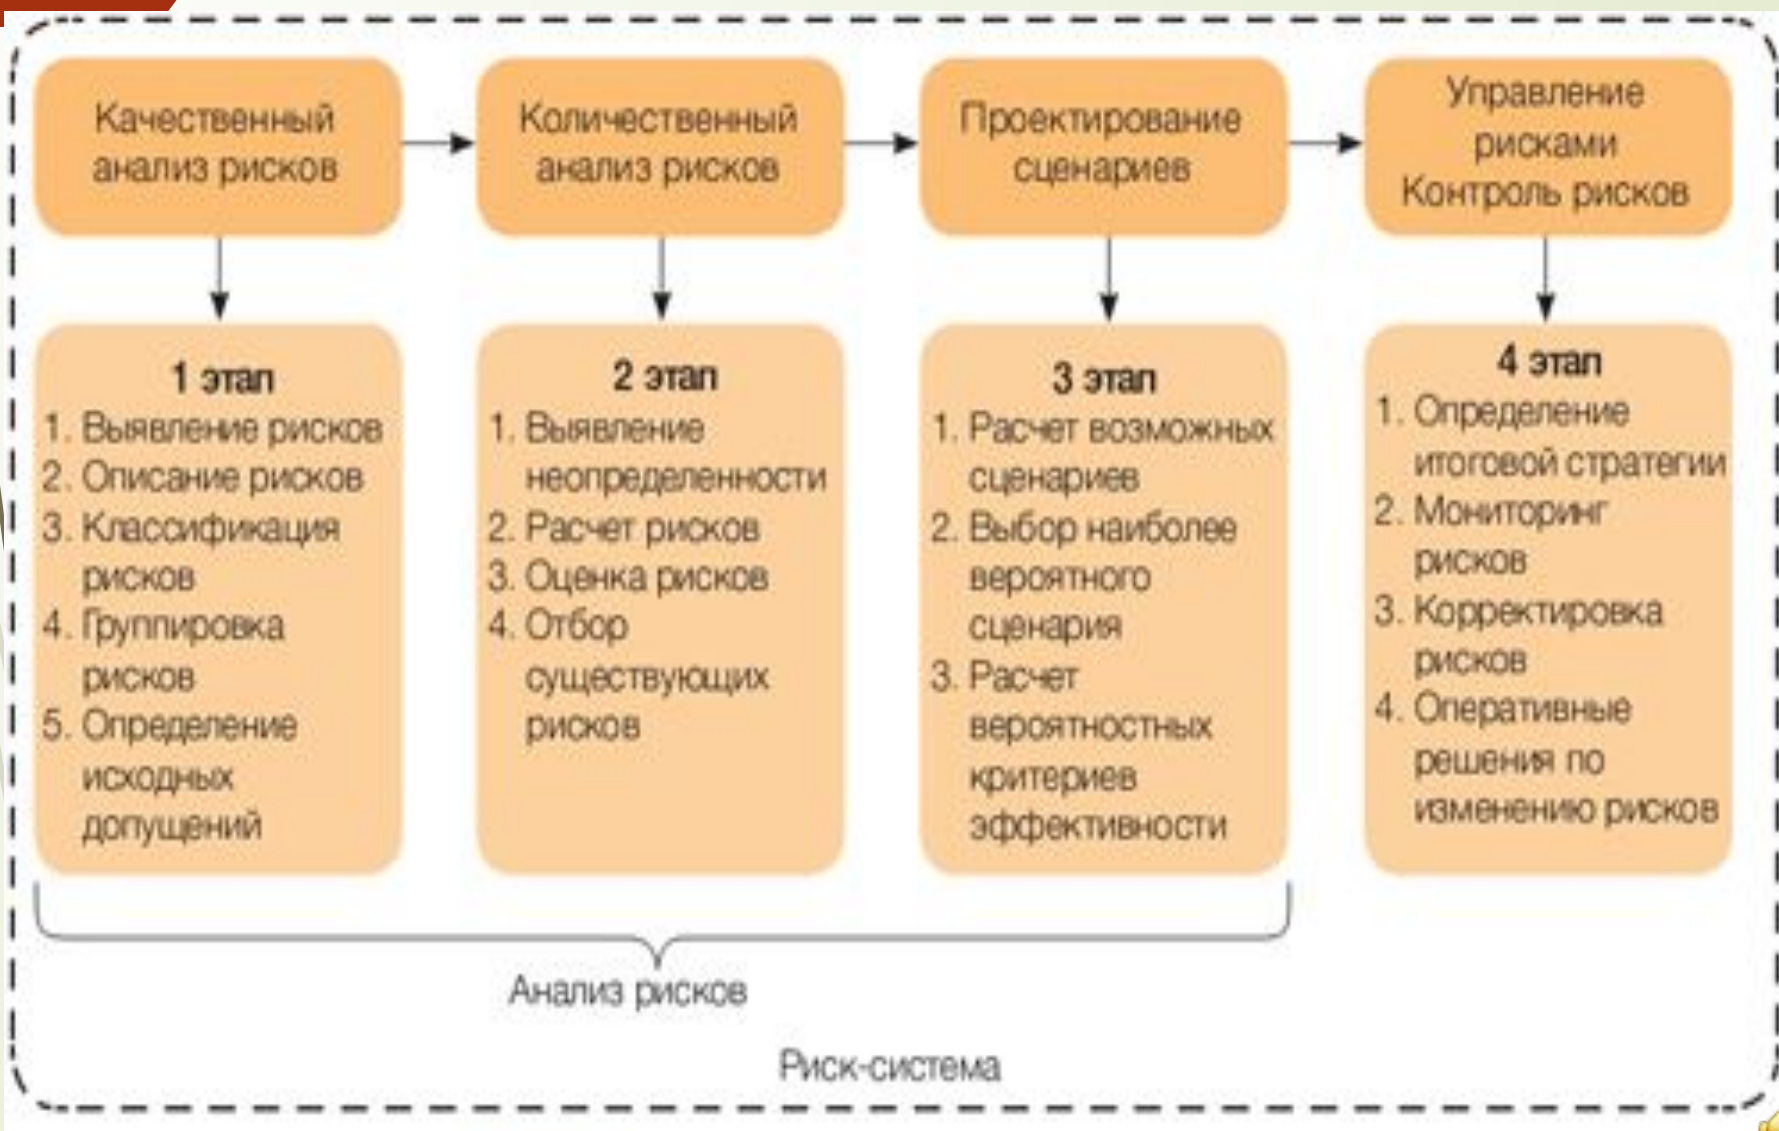 Качественный
анализ рисков
Количественный
анализ рисков
Проектирование
сценариев
Управление
рисками
Контроль рисков
1 этап
1. Выявление рисков
2. Описание рисков
3. Классификация
рисков
4. Группировка
рисков
5. Определение
исходных
допущений
2 этап
1. Выявление
неопределенности
2. Расчет рисков
3. Оценка рисков
4. Отбор
существующих
рисков
3 этап
1. Расчет возможных
сценариев
2. Выбор наиболее
вероятного
сценария
3. Расчет
вероятностных
критериев
эффективности
4 этап
1. Определение
итоговой стратегии
2. Мониторинг
рисков
3. Корректировка
рисков
4. Оперативные
решения по
изменению рисков
Анализ рисков
Риск-система